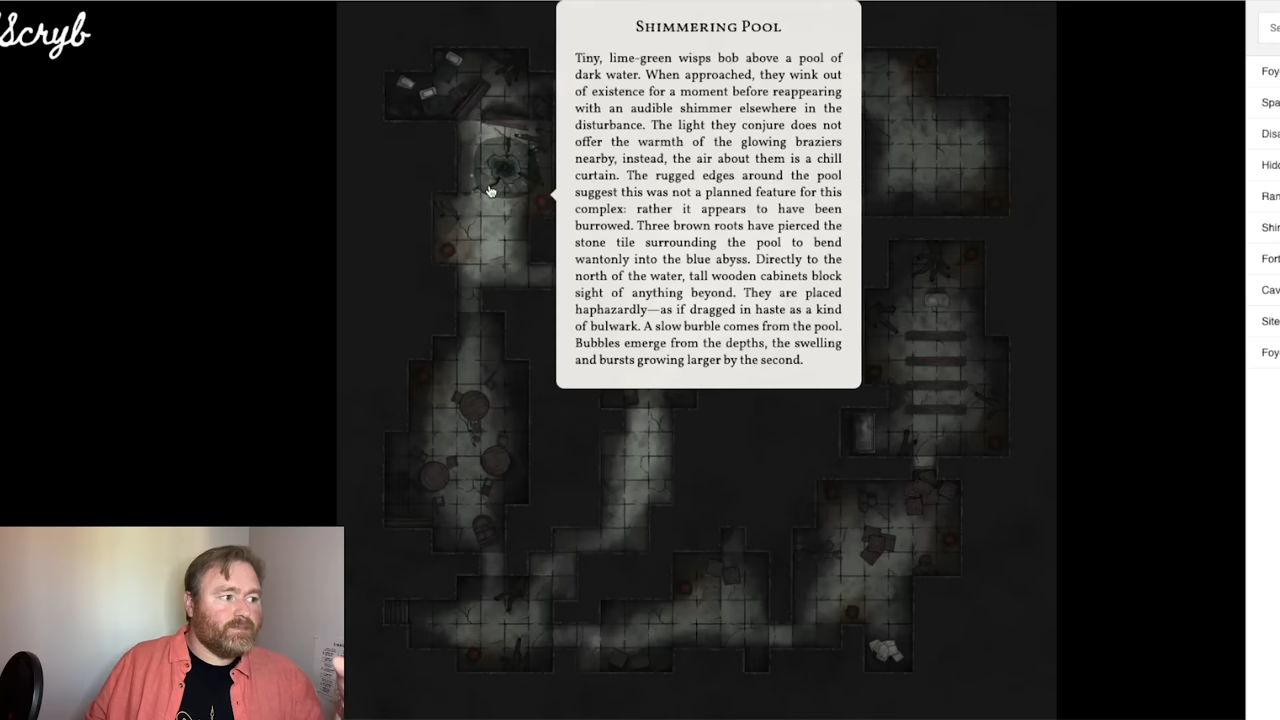 Scryb
SHIMMERING POOL
Tiny, lime-green wisps bob above a pool of
dark water. When approached, they wink out
of existence for a moment before reappearing
with an audible shimmer elsewhere in the
disturbance. The light they conjure does not
offer the warmth of the glowing braziers
nearby, instead, the air about them is a chill
curtain. The rugged edges around the pool
suggest this was not a planned feature for this
complex: rather it appears to have been
burrowed. Three brown roots have pierced the
stone tile surrounding the pool to bend
wantonly into the blue abyss. Directly to the
north of the water, tall wooden cabinets block
sight of anything beyond. They are placed
haphazardly—as if dragged in haste as a kind
of bulwark. A slow burble comes from the pool.
Bubbles emerge from the depths, the swelling
and bursts growing larger by the second.
Se
Foy
Spa
Disa
Hidd
Ran
Shir
Fort
Cav
Site
Foy